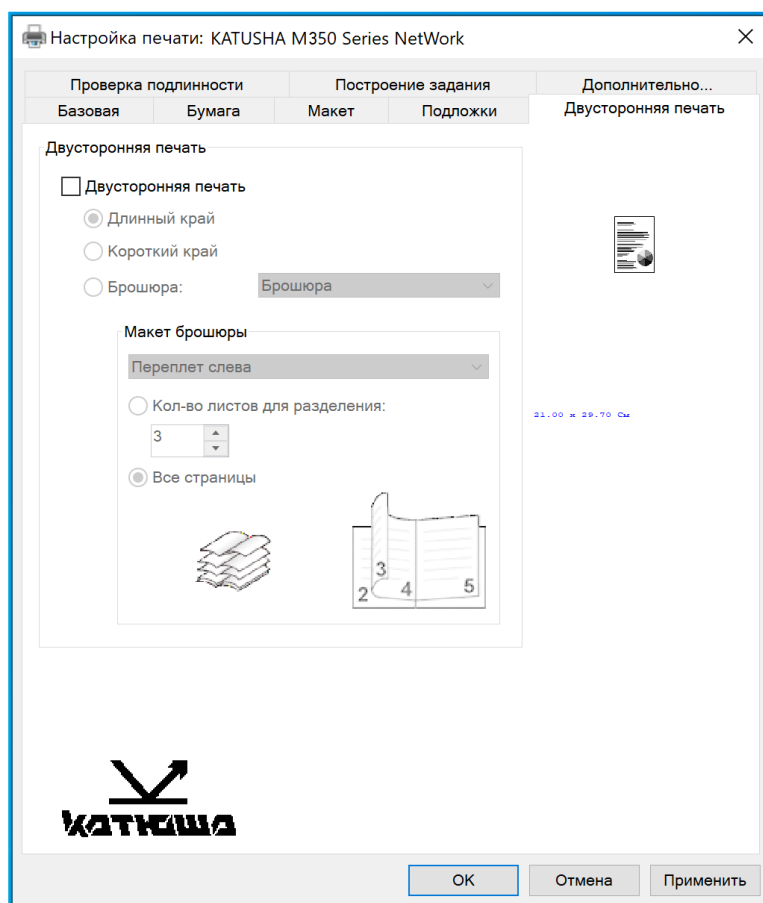 Настройка печати: KATUSHA M350 Series NetWork
Проверка подлинности Построение задания Дополнительно...
Базовая Бумага Макет Подложки Двусторонняя печать
Двусторонняя печать
Двусторонняя печать
Длинный край
Короткий край
Брошюра: Брошюра
Макет брошюры
Переплет слева
Кол-во листов для разделения:
3
Все страницы
2 3 4 5
21.00 x 29.70 См
катюша
OK Отмена Применить